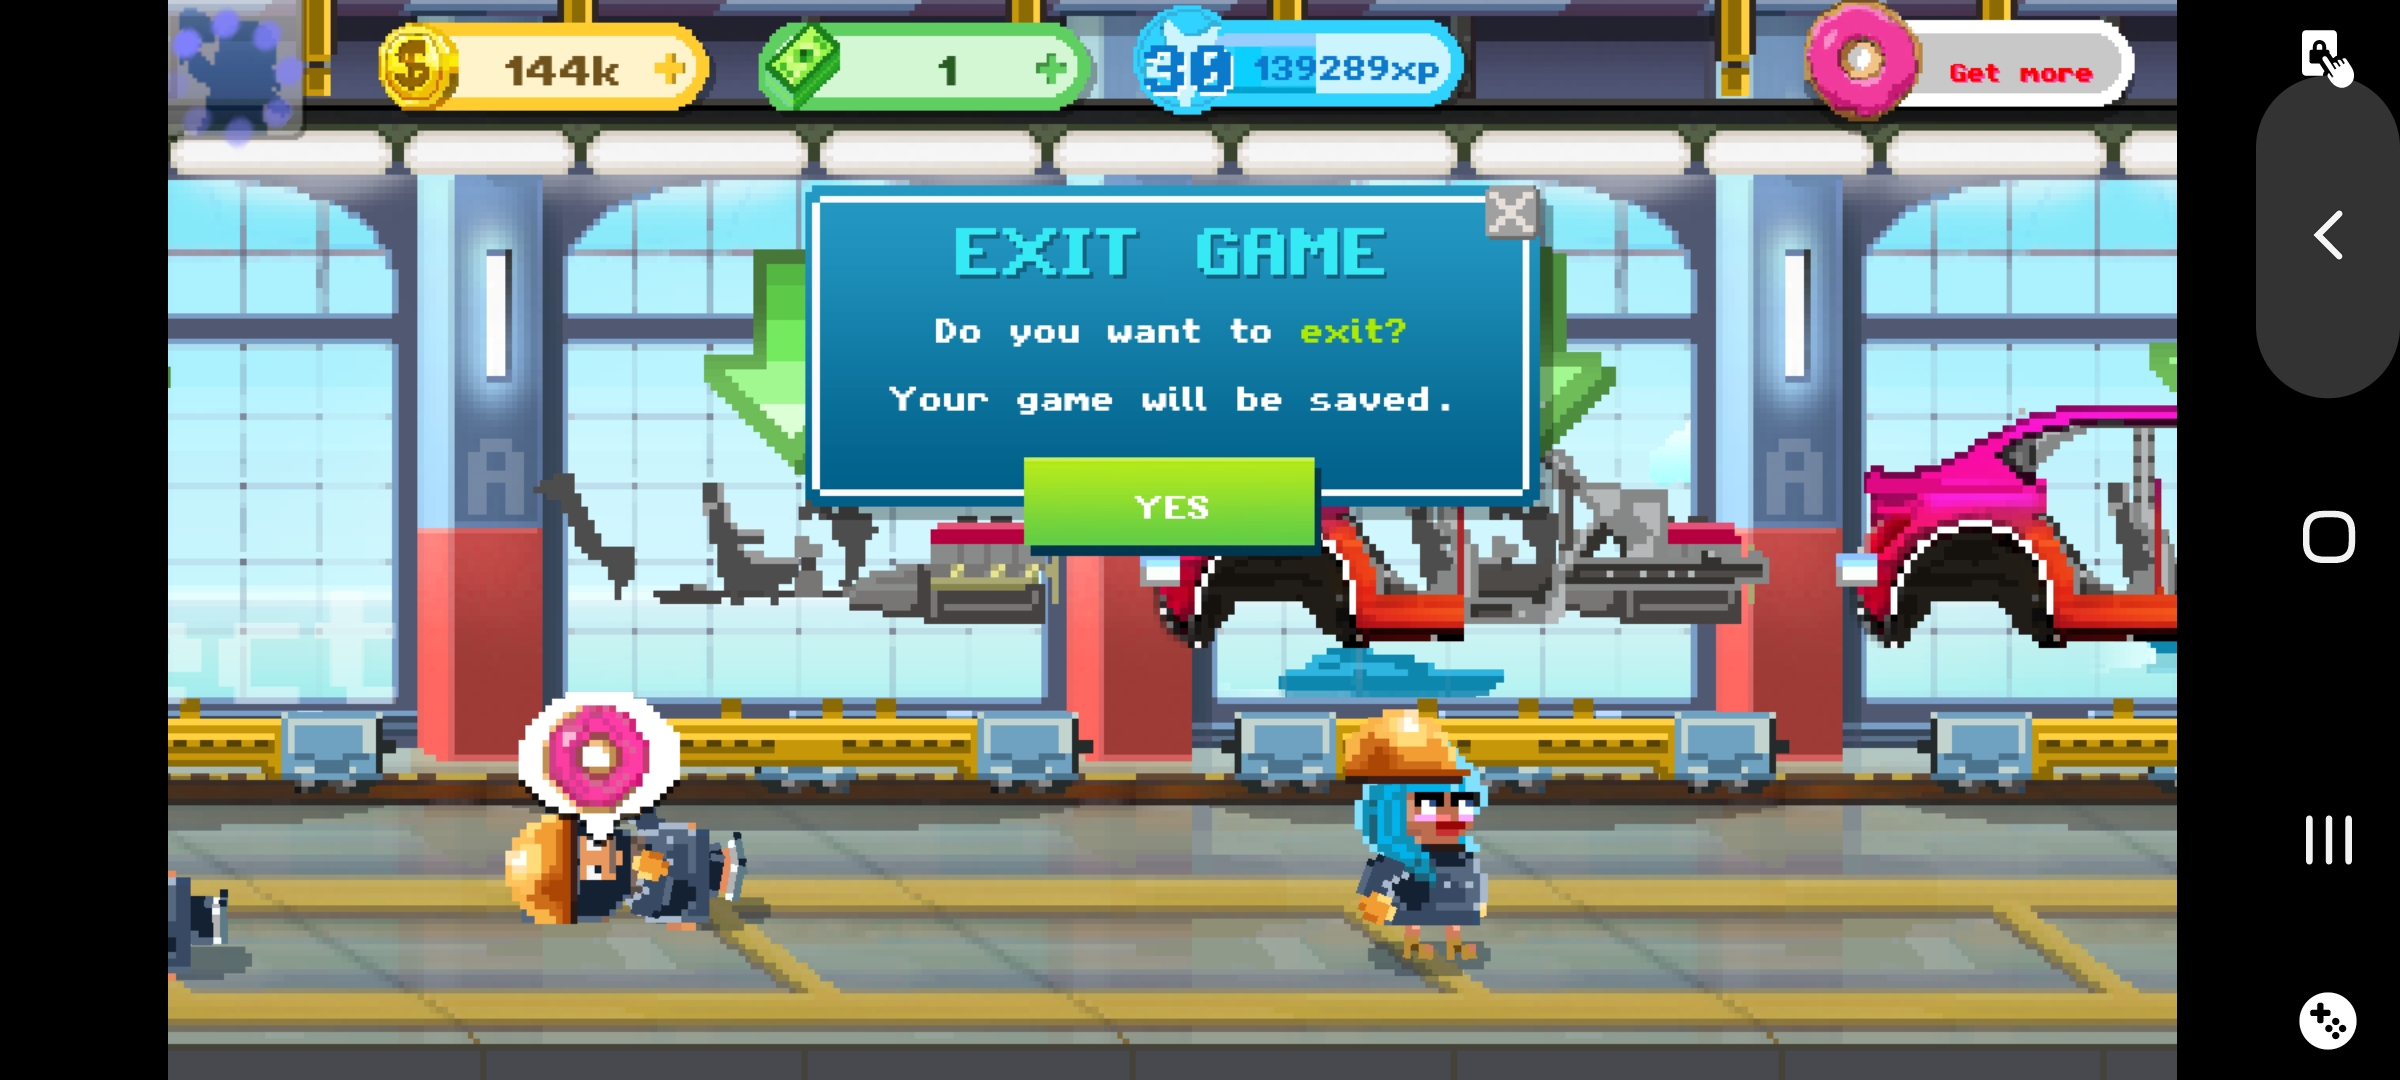 144k
1
30
139289xp
Get more
EXIT GAME
Do you want to exit?
Your game will be saved.
YES
A
A